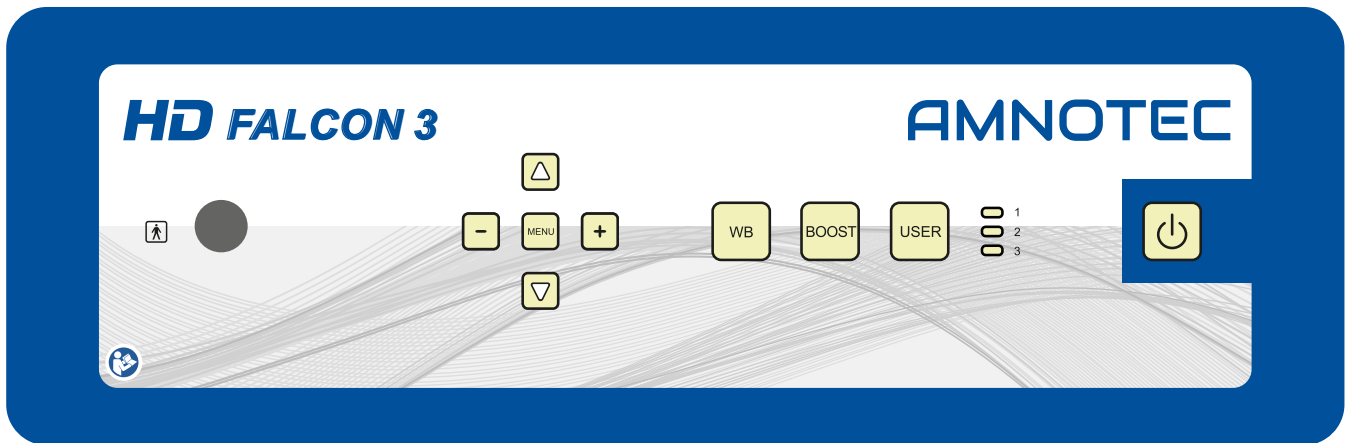 HD FALCON 3
AMNOTEC
- MENU +
WB BOOST USER
1
2
3